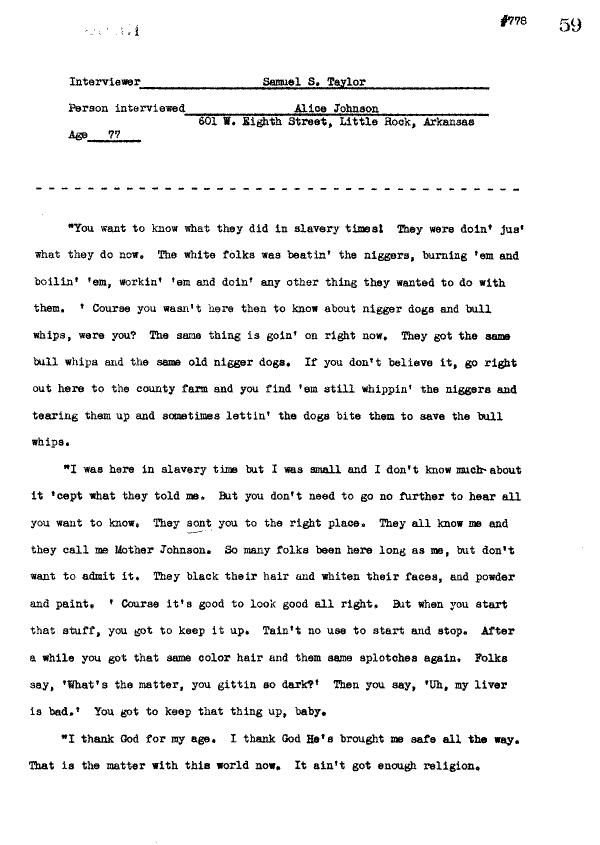 #778 59
Interviewer Samuel S. Taylor
Person interviewed Alice Johnson
601 W. Eighth Street, Little Rock, Arkansas
Age 77
"You want to know what they did in slavery times! They were doin' jus'
what they do now. The white folks was beatin' the niggers, burning 'em and
boilin' 'em, workin' 'em and doin' any other thing they wanted to do with
them. ' Course you wasn't here then to know about nigger dogs and bull
whips, were you? The same thing is goin' on right now. They got the same
bull whips and the same old nigger dogs. If you don't believe it, go right
out here to the county farm and you find 'em still whippin' the niggers and
tearing them up and sometimes lettin' the dogs bite them to save the bull
whips.
"I was here in slavery time but I was small and I don't know much about
it 'cept what they told me. But you don't need to go no further to hear all
you want to know. They sont you to the right place. They all know me and
they call me Mother Johnson. So many folks been here long as me, but don't
want to admit it. They black their hair and whiten their faces, and powder
and paint. ' Course it's good to look good all right. But when you start
that stuff, you got to keep it up. Tain't no use to start and stop. After
a while you got that same color hair and them same splotches again. Folks
say, 'What's the matter, you gittin so dark?' Then you say, 'Uh, my liver
is bad.' You got to keep that thing up, baby.
"I thank God for my age. I thank God He's brought me safe all the way.
That is the matter with this world now. It ain't got enough religion.